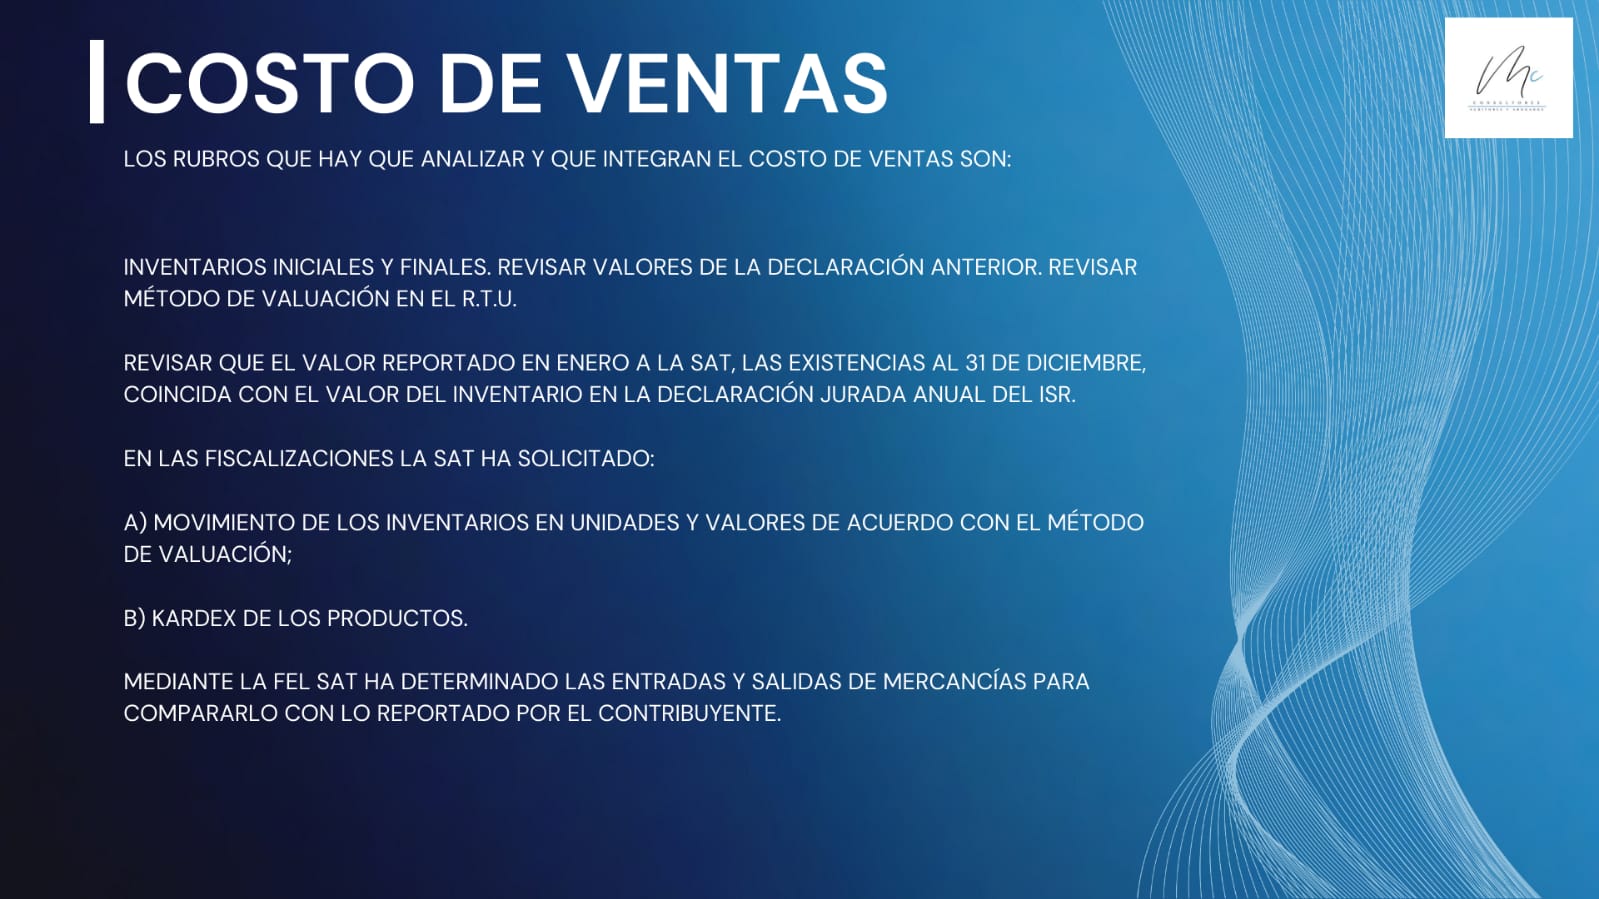 COSTO DE VENTAS
Mc
CONSULTORES
AUDITORES Y ABOGADOS
LOS RUBROS QUE HAY QUE ANALIZAR Y QUE INTEGRAN EL COSTO DE VENTAS SON:
INVENTARIOS INICIALES Y FINALES. REVISAR VALORES DE LA DECLARACIÓN ANTERIOR. REVISAR
MÉTODO DE VALUACIÓN EN EL R.T.U.
REVISAR QUE EL VALOR REPORTADO EN ENERO A LA SAT, LAS EXISTENCIAS AL 31 DE DICIEMBRE,
COINCIDA CON EL VALOR DEL INVENTARIO EN LA DECLARACIÓN JURADA ANUAL DEL ISR.
EN LAS FISCALIZACIONES LA SAT HA SOLICITADO:
A) MOVIMIENTO DE LOS INVENTARIOS EN UNIDADES Y VALORES DE ACUERDO CON EL MÉTODO
DE VALUACIÓN;
B) KARDEX DE LOS PRODUCTOS.
MEDIANTE LA FEL SAT HA DETERMINADO LAS ENTRADAS Y SALIDAS DE MERCANCÍAS PARA
COMPARARLO CON LO REPORTADO POR EL CONTRIBUYENTE.